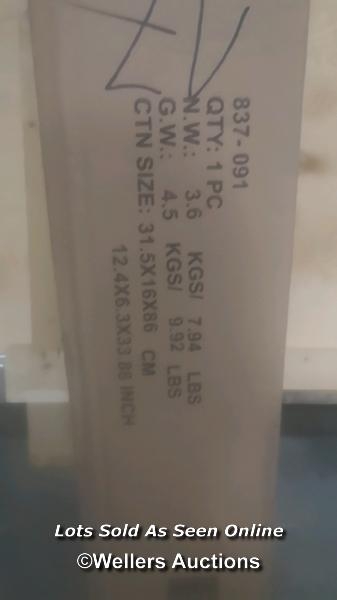 837-091
QTY: 1 PC
N.W.: 3.6 KGS/ 7.94 LBS
G.W.: 4.5 KGS/ 9.92 LBS
CTN SIZE: 31.5X16X86 CM
12.4X6.3X33.86 INCH
Lots Sold As Seen Online
©Wellers Auctions